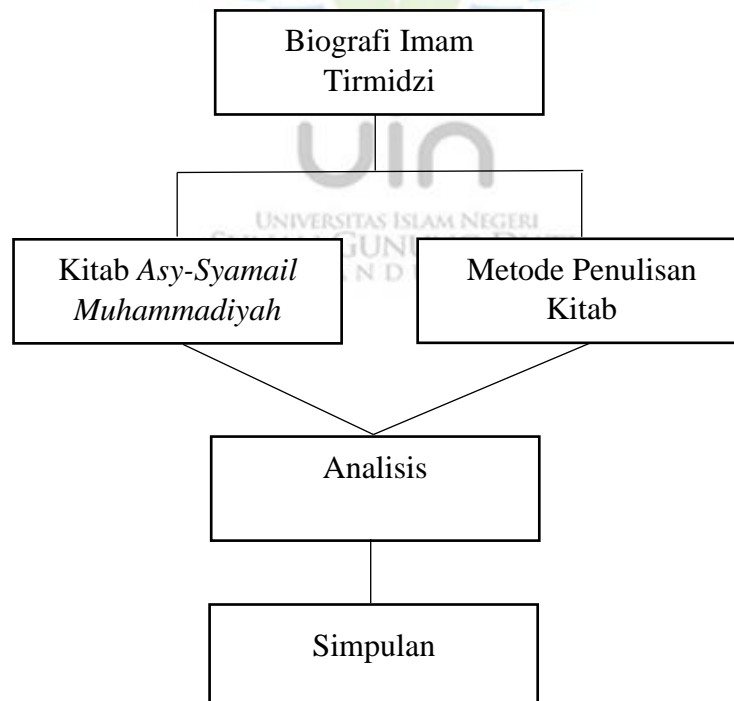 Biografi Imam
Tirmidzi
uin
UNIVERSITAS ISLAM NEGERI
Kitab Asy-Syamail
Muhammadiyah
Metode Penulisan
Kitab
Analisis
Simpulan